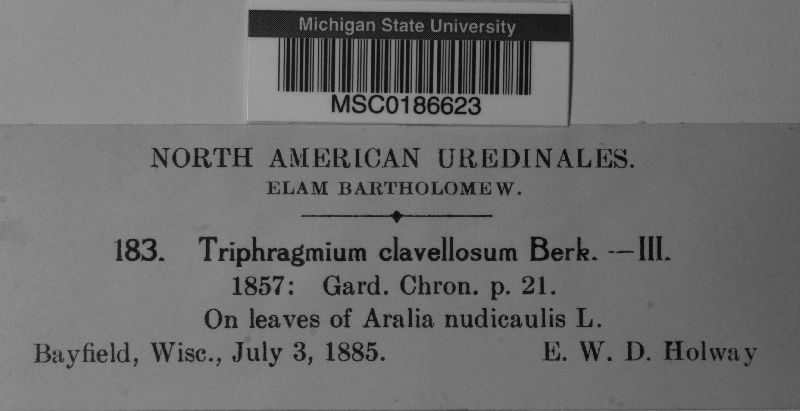 Michigan State University
MSC0186623
NORTH AMERICAN UREDINALES.
ELAM BARTHOLOMEW.
183. Triphragmium clavellosum Berk. —III.
1857: Gard. Chron. p. 21.
On leaves of Aralia nudicaulis L.
Bayfield, Wisc., July 3, 1885. E. W. D. Holway